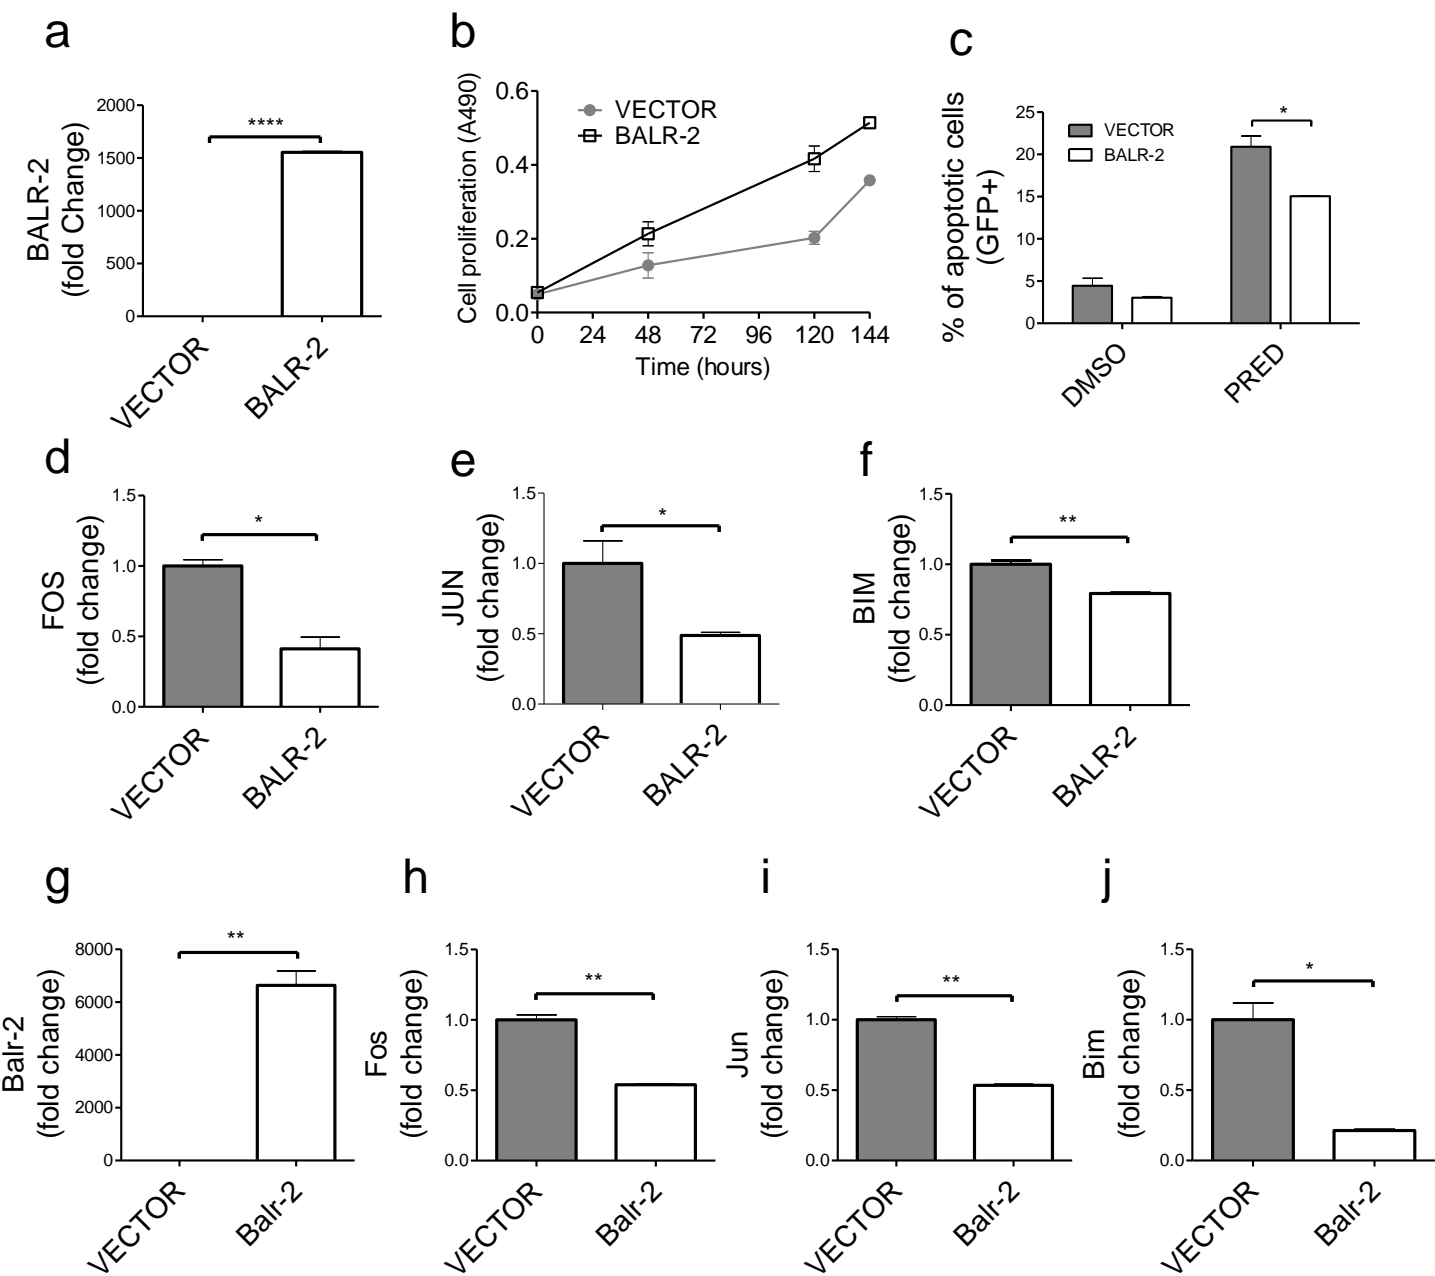 a
BALR-2
(fold Change)
2000
1500
1000
500
0
****
VECTOR
BALR-2
b
Cell proliferation (A490)
0.6
0.4
0.2
0.0
VECTOR
BALR-2
0 24 48 72 96 120 144
Time (hours)
c
% of apoptotic cells
(GFP+)
25
20
15
10
5
0
VECTOR
BALR-2
*
DMSO
PRED
d
FOS
(fold change)
1.5
1.0
0.5
0.0
*
VECTOR
BALR-2
e
JUN
(fold change)
1.5
1.0
0.5
0.0
*
VECTOR
BALR-2
f
BIM
(fold change)
1.5
1.0
0.5
0.0
**
VECTOR
BALR-2
g
Balr-2
(fold change)
8000
6000
4000
2000
0
**
VECTOR
Balr-2
h
Fos
(fold change)
1.5
1.0
0.5
0.0
**
VECTOR
Balr-2
i
Jun
(fold change)
1.5
1.0
0.5
0.0
**
VECTOR
Balr-2
j
Bim
(fold change)
1.5
1.0
0.5
0.0
*
VECTOR
Balr-2